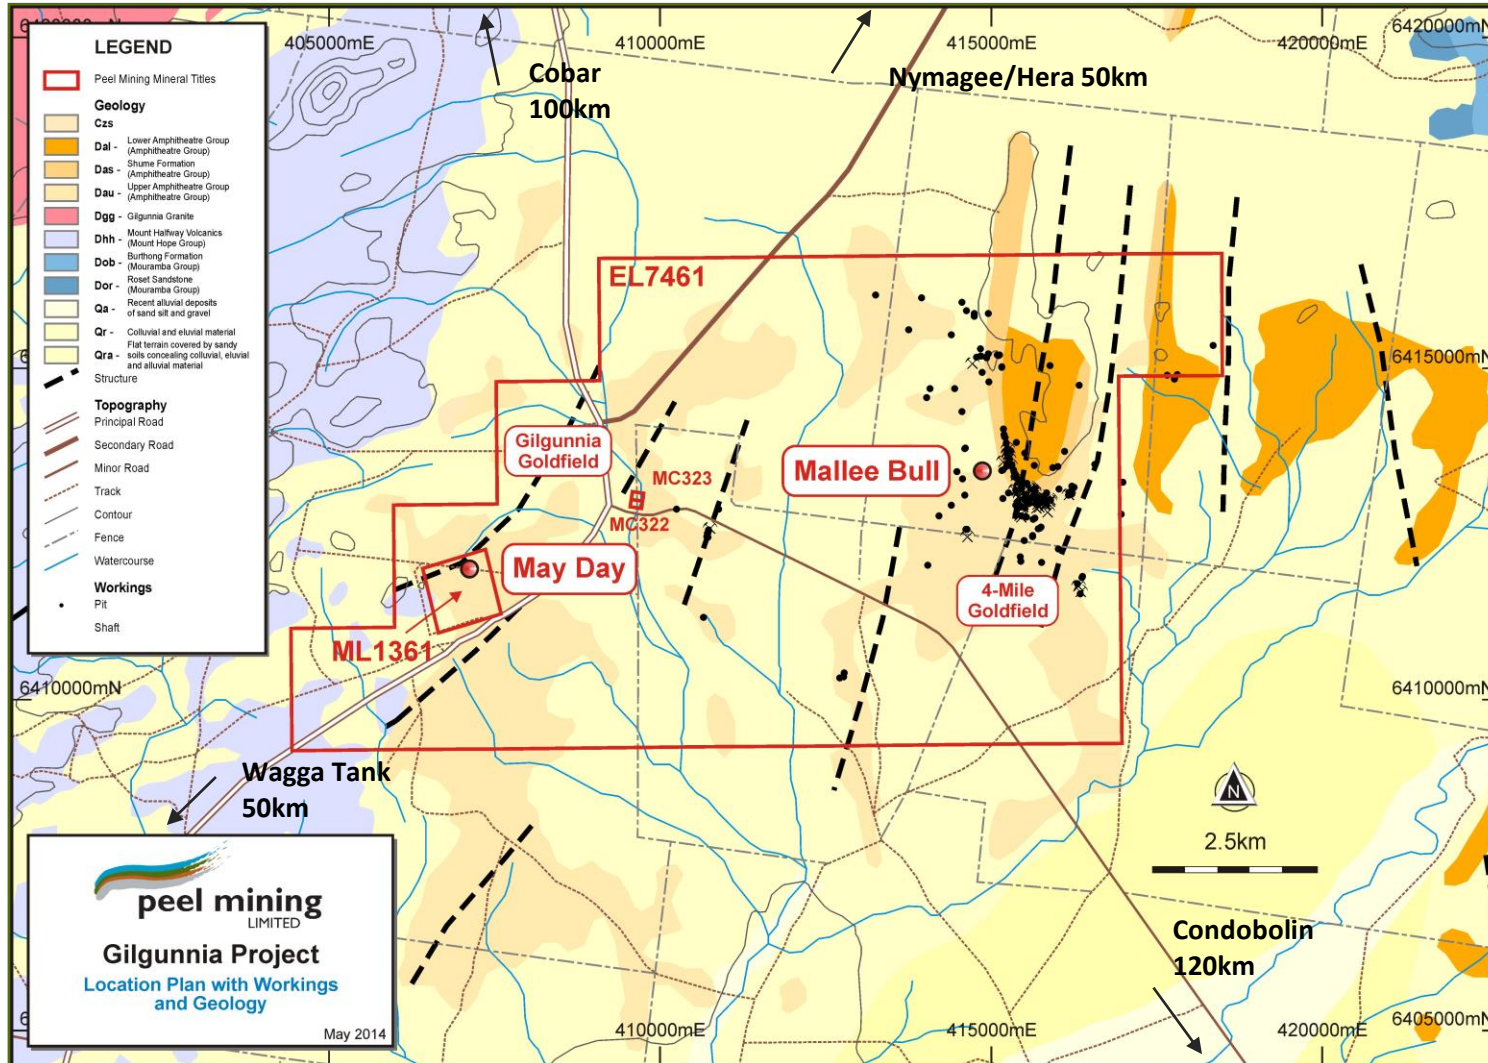 405000mE
410000mE
415000mE
420000mE
6420000mN
LEGEND
Peel Mining Mineral Titles
Geology
Czs
Dal - Lower Amphitheatre Group
(Amphitheatre Group)
Das - Shume Formation
(Amphitheatre Group)
Dau - Upper Amphitheatre Group
(Amphitheatre Group)
Dgg - Gilgunnia Granite
Dhh - Mount Halfway Volcanics
(Mount Hope Group)
Dob - Burthong Formation
(Mouramba Group)
Dor - Roset Sandstone
(Mouramba Group)
Qa - Recent alluvial deposits
of sand silt and gravel
Qr - Colluvial and eluvial material
Qra - Flat terrain covered by sandy
soils concealing colluvial, eluvial
and alluvial material
Structure
Topography
Principal Road
Secondary Road
Minor Road
Track
Contour
Fence
Watercourse
Workings
Pit
Shaft
Cobar
100km
Nymagee/Hera 50km
EL7461
6415000mN
Gilgunnia
Goldfield
MC323
MC322
Mallee Bull
May Day
4-Mile
Goldfield
ML1361
6410000mN
6410000mN
Wagga Tank
50km
N
2.5km
Condobolin
120km
peel mining
LIMITED
Gilgunnia Project
Location Plan with Workings
and Geology
May 2014
410000mE
415000mE
420000mE
6405000mN